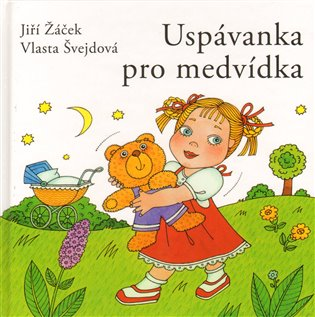 Jiří Žáček
Vlasta Švejdová
Uspávanka
pro medvídka